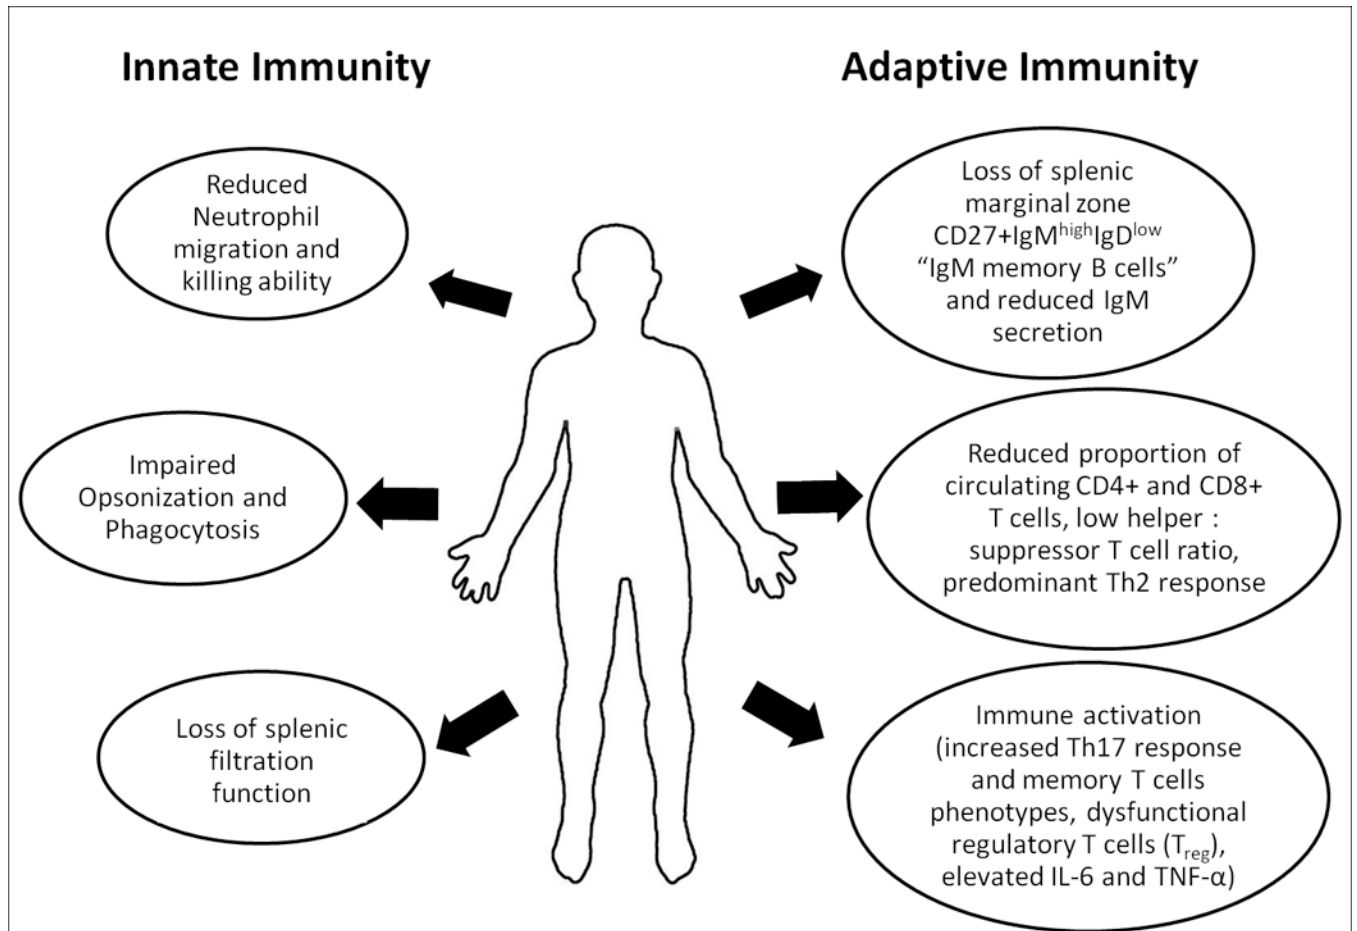 Innate Immunity
Reduced
Neutrophil
migration and
killing ability
Impaired
Opsonization and
Phagocytosis
Loss of splenic
filtration
function
Adaptive Immunity
Loss of splenic
marginal zone
CD27+IgMhighIgDlow
“IgM memory B cells”
and reduced IgM
secretion
Reduced proportion of
circulating CD4+ and CD8+
T cells, low helper :
suppressor T cell ratio,
predominant Th2 response
Immune activation
(increased Th17 response
and memory T cells
phenotypes, dysfunctional
regulatory T cells (Treg),
elevated IL-6 and TNF-α)